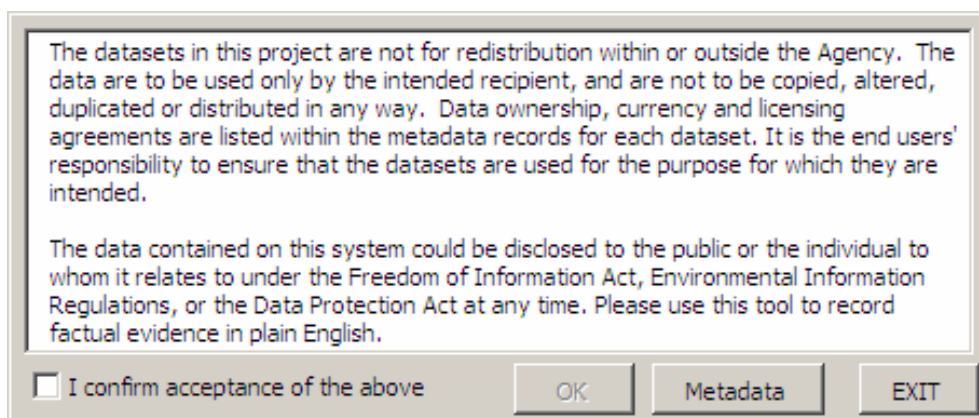 The datasets in this project are not for redistribution within or outside the Agency.  The
data are to be used only by the intended recipient, and are not to be copied, altered,
duplicated or distributed in any way.  Data ownership, currency and licensing
agreements are listed within the metadata records for each dataset. It is the end users'
responsibility to ensure that the datasets are used for the purpose for which they are
intended.
The data contained on this system could be disclosed to the public or the individual to
whom it relates to under the Freedom of Information Act, Environmental Information
Regulations, or the Data Protection Act at any time. Please use this tool to record
factual evidence in plain English.
I confirm acceptance of the above OK Metadata EXIT